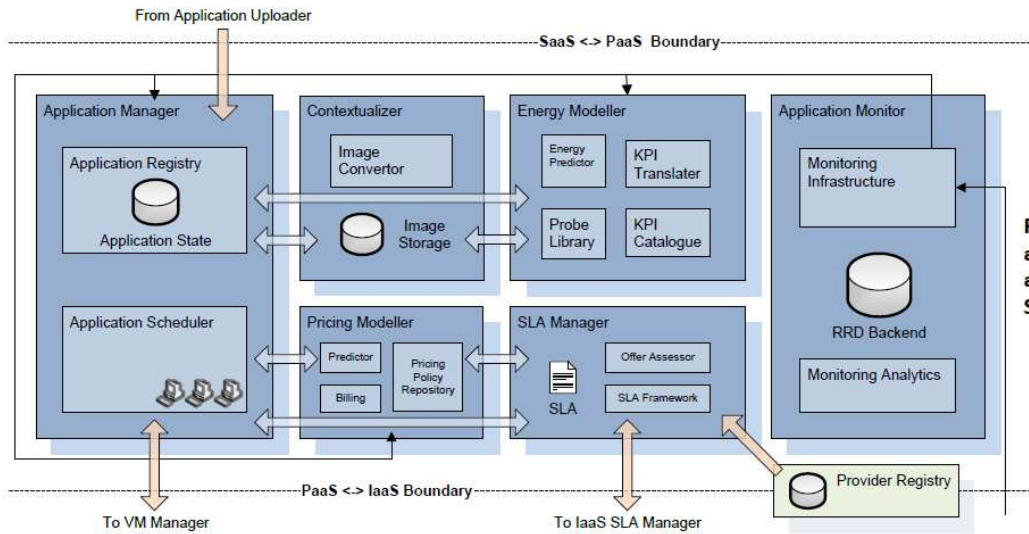 From Application Uploader
SaaS <-> PaaS Boundary
Application Manager
Application Registry
Application State
Application Scheduler
Contextualizer
Image
Convertor
Image
Storage
Energy Modeller
Energy
Predictor
KPI
Translater
Probe
Library
KPI
Catalogue
Application Monitor
Monitoring
Infrastructure
RRD Backend
Monitoring Analytics
Pricing Modeller
Predictor
Billing
Pricing
Policy
Repository
SLA Manager
SLA
Offer Assessor
SLA Framework
Provider Registry
PaaS <-> IaaS Boundary
To VM Manager
To IaaS SLA Manager